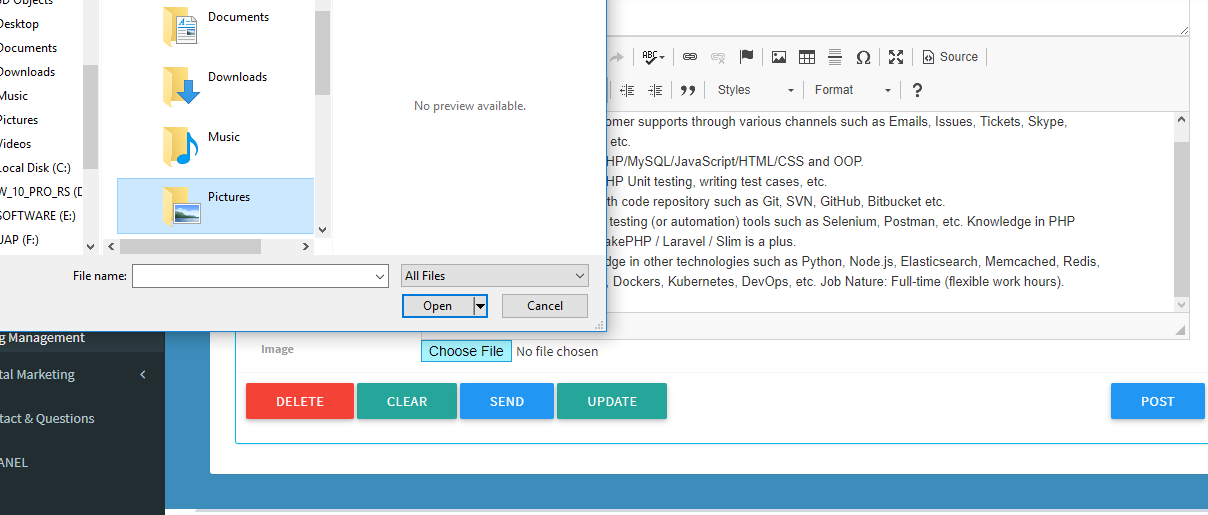 3D Objects
Desktop
Documents
Downloads
Music
Pictures
Videos
Local Disk (C:)
W_10_PRO_RS (D
SOFTWARE (E:)
UAP (F:)
Documents
Downloads
Music
Pictures
No preview available.
File name:
All Files
Open
Cancel
ABC
Source
Styles
Format
?
omer supports through various channels such as Emails, Issues, Tickets, Skype,
etc.
HP/MySQL/JavaScript/HTML/CSS and OOP.
HP Unit testing, writing test cases, etc.
th code repository such as Git, SVN, GitHub, Bitbucket etc.
testing (or automation) tools such as Selenium, Postman, etc. Knowledge in PHP
akePHP / Laravel / Slim is a plus.
dge in other technologies such as Python, Node.js, Elasticsearch, Memcached, Redis,
, Dockers, Kubernetes, DevOps, etc. Job Nature: Full-time (flexible work hours).
g Management
tal Marketing
tact & Questions
ANEL
Image
Choose File No file chosen
DELETE CLEAR SEND UPDATE POST